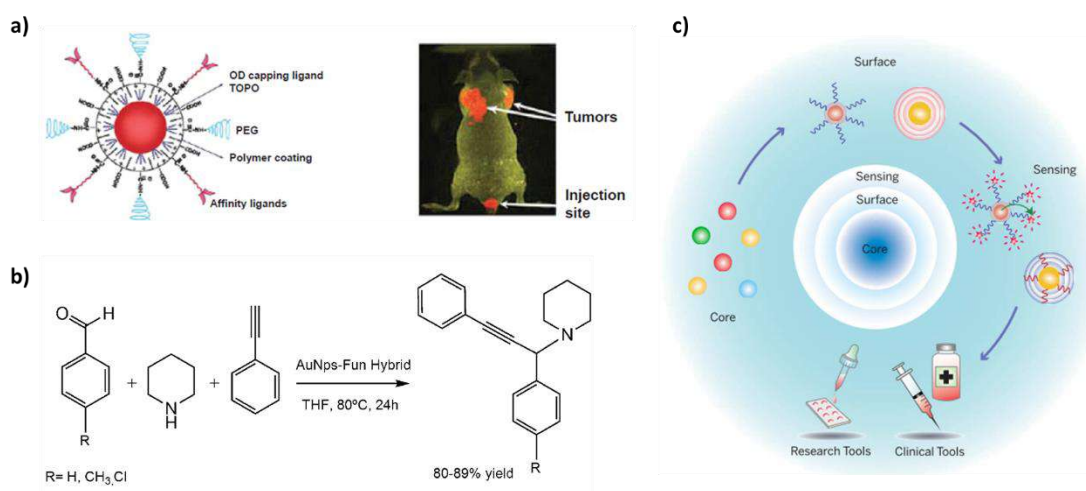 a)
OD capping ligand
TOPO
PEG
Polymer coating
Affinity ligands
Tumors
Injection
site
b)
O
H
R
+
N
H
+
AuNps-Fun Hybrid
THF, 80ºC, 24h
N
R
R= H, CH3,Cl
80-89% yield
c)
Surface
Sensing
Sensing
Surface
Core
Core
Research Tools
Clinical Tools